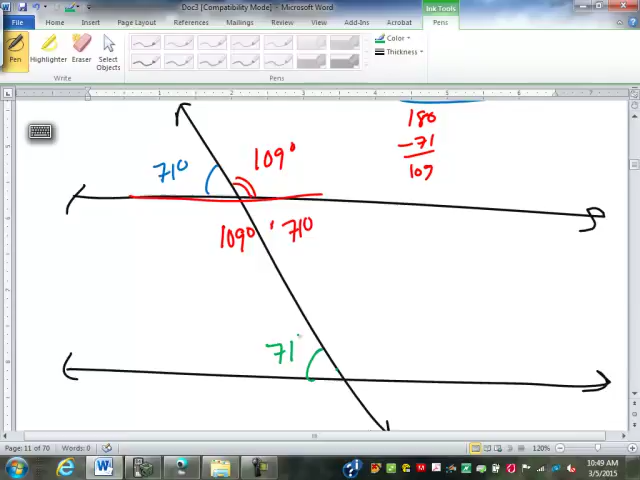 Doc3 [Compatibility Mode] - Microsoft Word
Ink Tools
File Home Insert Page Layout References Mailings Review View Add-Ins Acrobat Pens
Pen Highlighter Eraser Select Objects
Color
Thickness
Write
Pens
180
-71
109
71°
109°
109° 71°
71
Page: 11 of 70 Words: 0
120%
10:49 AM
3/5/2015